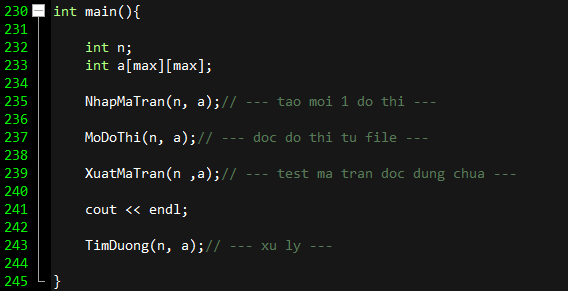 230 int main(){
231
232 int n;
233 int a[max][max];
234
235 NhapMaTran(n, a);// --- tao moi 1 do thi ---
236
237 MoDoThi(n, a);// --- doc do thi tu file ---
238
239 XuatMaTran(n ,a);// --- test ma tran doc dung chua ---
240
241 cout << endl;
242
243 TimDuong(n, a);// --- xu ly ---
244
245 }